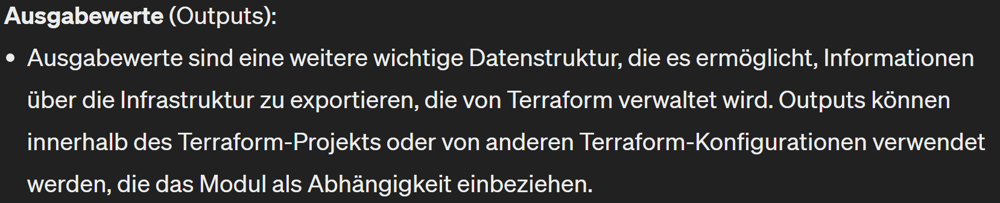 Ausgabewerte (Outputs):
• Ausgabewerte sind eine weitere wichtige Datenstruktur, die es ermöglicht, Informationen
über die Infrastruktur zu exportieren, die von Terraform verwaltet wird. Outputs können
innerhalb des Terraform-Projekts oder von anderen Terraform-Konfigurationen verwendet
werden, die das Modul als Abhängigkeit einbeziehen.